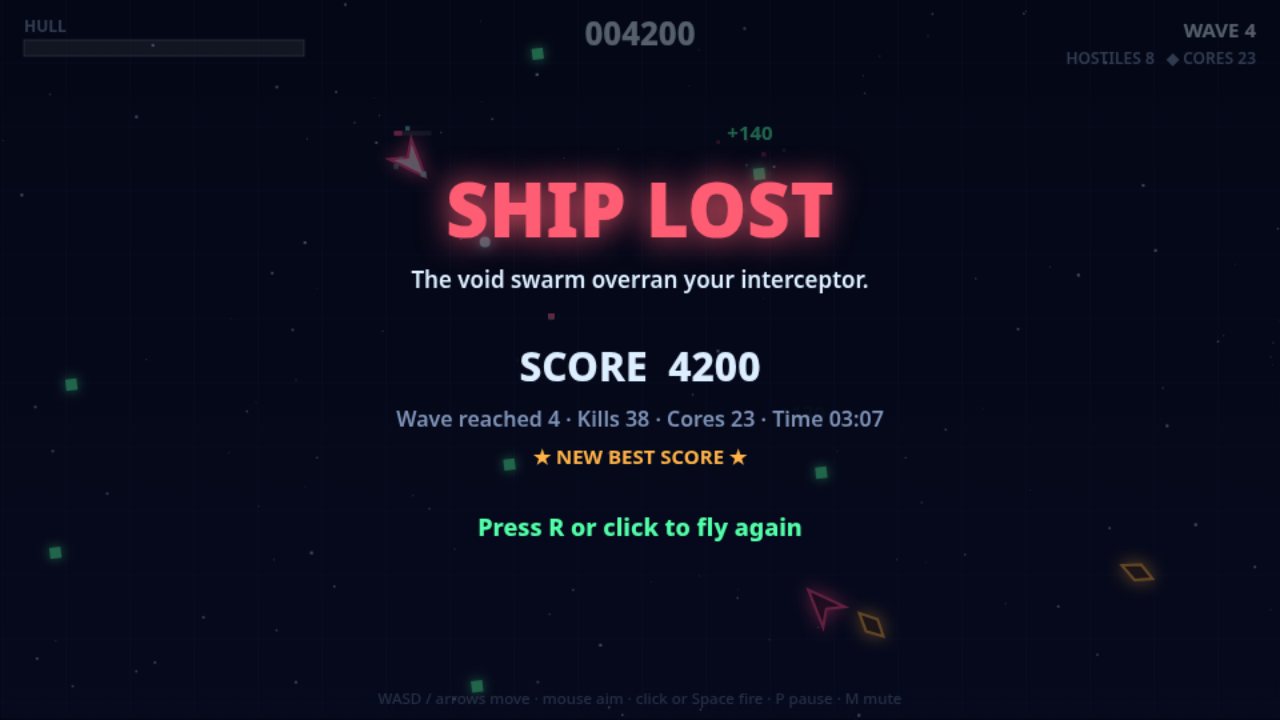 HULL
004200
WAVE 4
HOSTILES 8 ◆ CORES 23
+140
SHIP LOST
The void swarm overran your interceptor.
SCORE 4200
Wave reached 4 · Kills 38 · Cores 23 · Time 03:07
★ NEW BEST SCORE ★
Press R or click to fly again
WASD / arrows move · mouse aim · click or Space fire · P pause · M mute